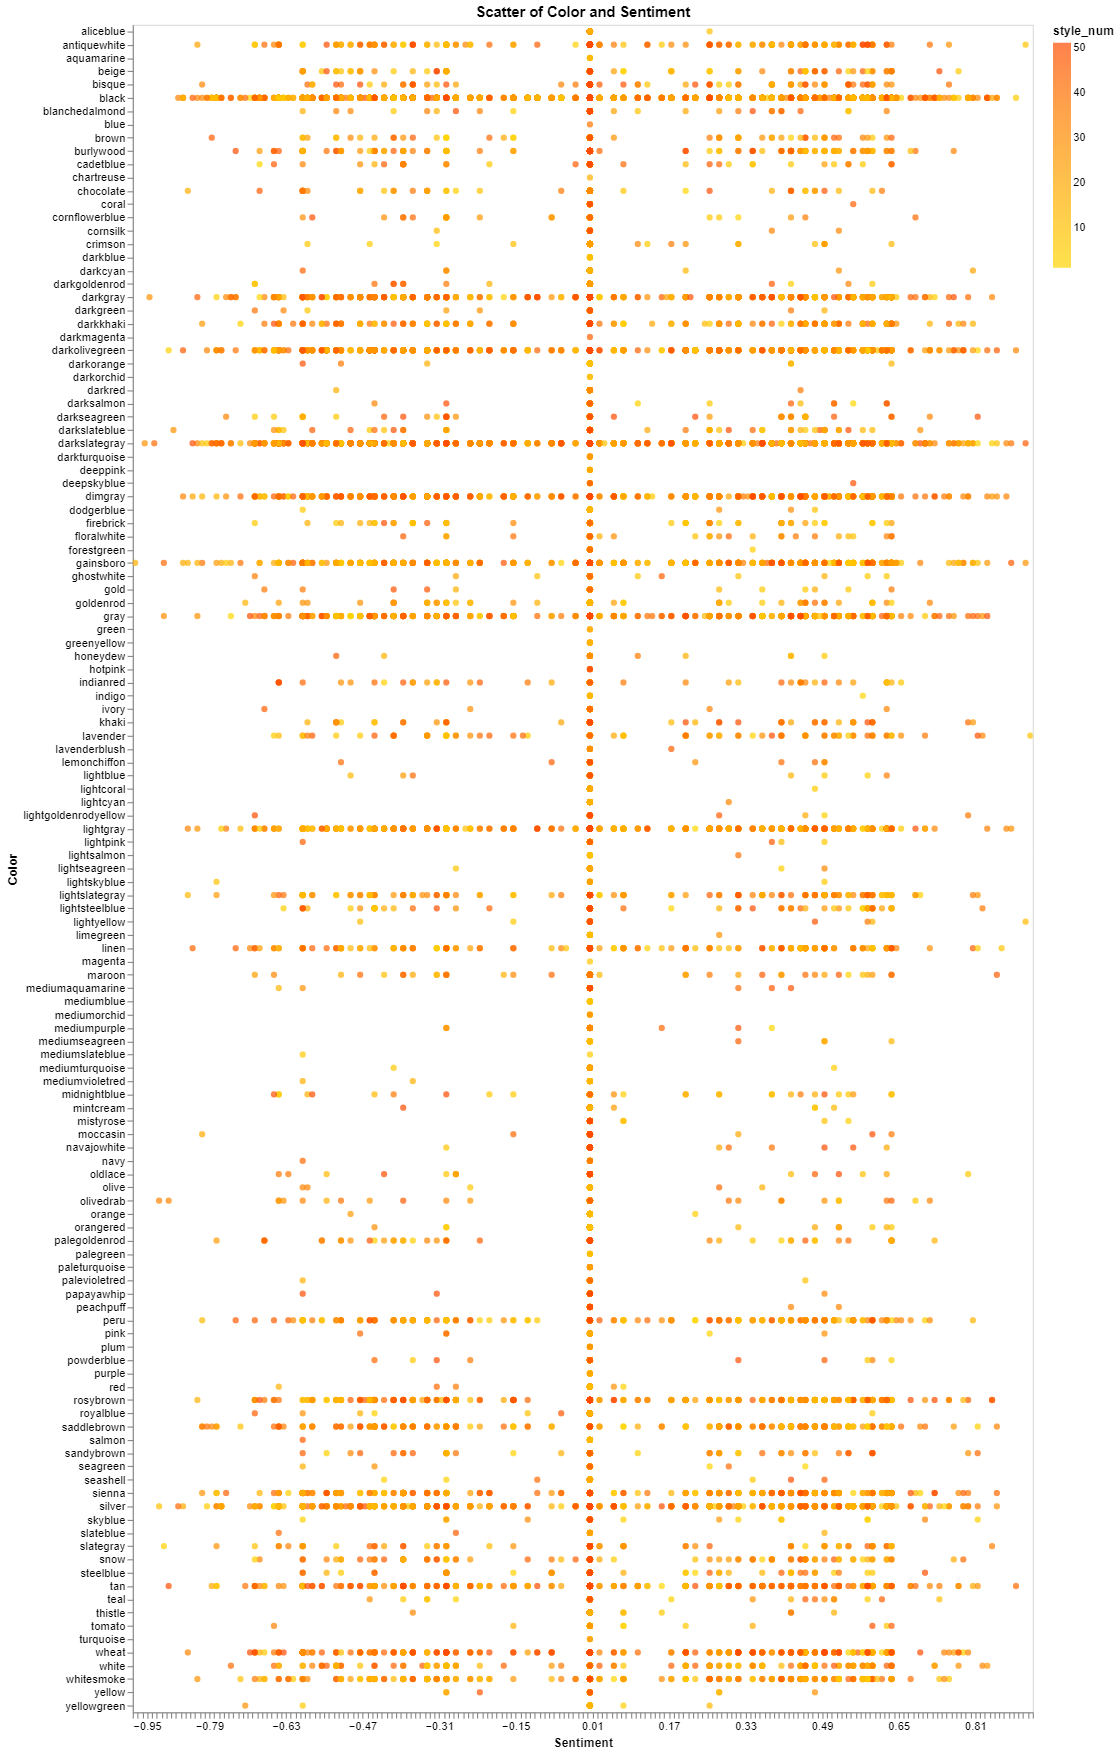 Scatter of Color and Sentiment
style_num
50
40
30
20
10
Color
aliceblue
antiquewhite
aquamarine
beige
bisque
black
blanchedalmond
blue
brown
burlywood
cadetblue
chartreuse
chocolate
coral
cornflowerblue
cornsilk
crimson
darkblue
darkcyan
darkgoldenrod
darkgray
darkgreen
darkkhaki
darkmagenta
darkolivegreen
darkorange
darkorchid
darkred
darksalmon
darkseagreen
darkslateblue
darkslategray
darkturquoise
deeppink
deepskyblue
dimgray
dodgerblue
firebrick
floralwhite
forestgreen
gainsboro
ghostwhite
gold
goldenrod
gray
green
greenyellow
honeydew
hotpink
indianred
indigo
ivory
khaki
lavender
lavenderblush
lemonchiffon
lightblue
lightcoral
lightcyan
lightgoldenrodyellow
lightgray
lightpink
lightsalmon
lightseagreen
lightskyblue
lightslategray
lightsteelblue
lightyellow
limegreen
linen
magenta
maroon
mediumaquamarine
mediumblue
mediumorchid
mediumpurple
mediumseagreen
mediumslateblue
mediumturquoise
mediumvioletred
midnightblue
mintcream
mistyrose
moccasin
navajowhite
navy
oldlace
olive
olivedrab
orange
orangered
palegoldenrod
palegreen
paleturquoise
palevioletred
papayawhip
peachpuff
peru
pink
plum
powderblue
purple
red
rosybrown
royalblue
saddlebrown
salmon
sandybrown
seagreen
seashell
sienna
silver
skyblue
slateblue
slategray
snow
steelblue
tan
teal
thistle
tomato
turquoise
wheat
white
whitesmoke
yellow
yellowgreen
−0.95 −0.79 −0.63 −0.47 −0.31 −0.15 0.01 0.17 0.33 0.49 0.65 0.81
Sentiment